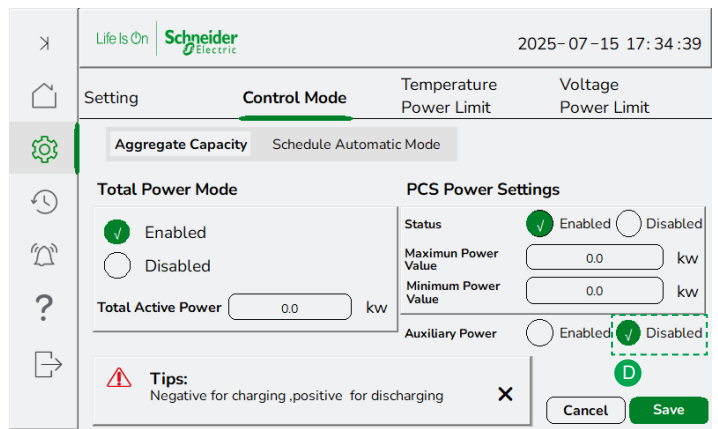 Life Is On Schneider Electric
2025-07-15 17:34:39
Setting
Control Mode
Temperature
Power Limit
Voltage
Power Limit
Aggregate Capacity
Schedule Automatic Mode
Total Power Mode
Enabled
Disabled
Total Active Power 0.0 kw
PCS Power Settings
Status Enabled Disabled
Maximun Power
Value
0.0 kw
Minimum Power
Value
0.0 kw
Auxiliary Power Enabled Disabled
D
Tips:
Negative for charging ,positive for discharging
Cancel
Save